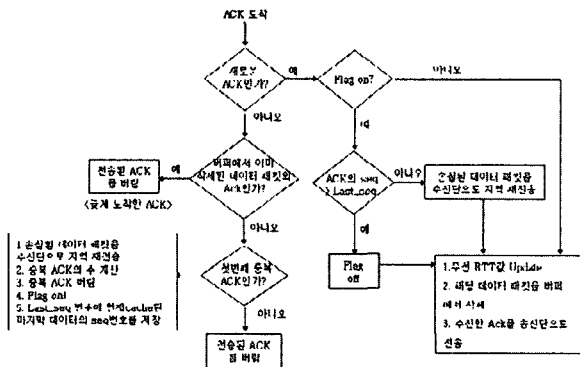 ACK 도착
새로운
ACK인가?
예
Flag on?
아니오
아니오
예
버퍼에서 이미
삭제된 데이터 패킷의
Ack인가?
예
전송된 ACK
를 버림
<늦게 도착한 ACK>
ACK의 seq
> Last_seq
아니오
손실된 데이터 패킷을
수신단으로 지역 재전송
아니오
예
1.손실된 데이터 패킷을
수신단으로 지역 재전송
2. 중복 ACK의 수 계산
3. 중복 ACK 버림
4. Flag on!
5. Last_seq 변수에 현재cache된
마지막 데이터의 seq번호를 저장
첫번째 중복
ACK인가?
Flag
off
1.무선 RTT값 Update
2. 해당 데이터 패킷을 버퍼
에서 삭제
3. 수신한 Ack을 송신단으로
전송
아니오
전송된 ACK
를 버림